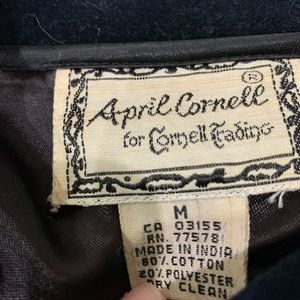 ®
April Cornell
for Cornell Trading
M
CA 03155
RN. 77578
MADE IN INDIA
80% COTTON
20% POLYESTER
DRY CLEAN